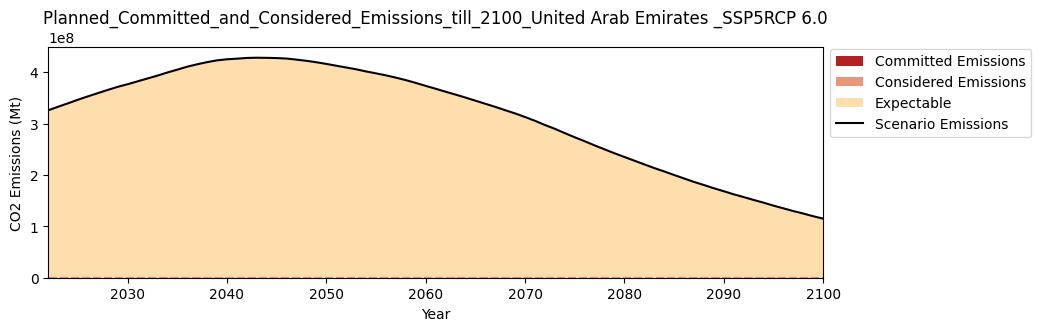 Planned_Committed_and_Considered_Emissions_till_2100_United Arab Emirates _SSP5RCP 6.0
1e8
4
3
2
1
0
CO2 Emissions (Mt)
2030 2040 2050 2060 2070 2080 2090 2100
Year
Committed Emissions
Considered Emissions
Expectable
Scenario Emissions